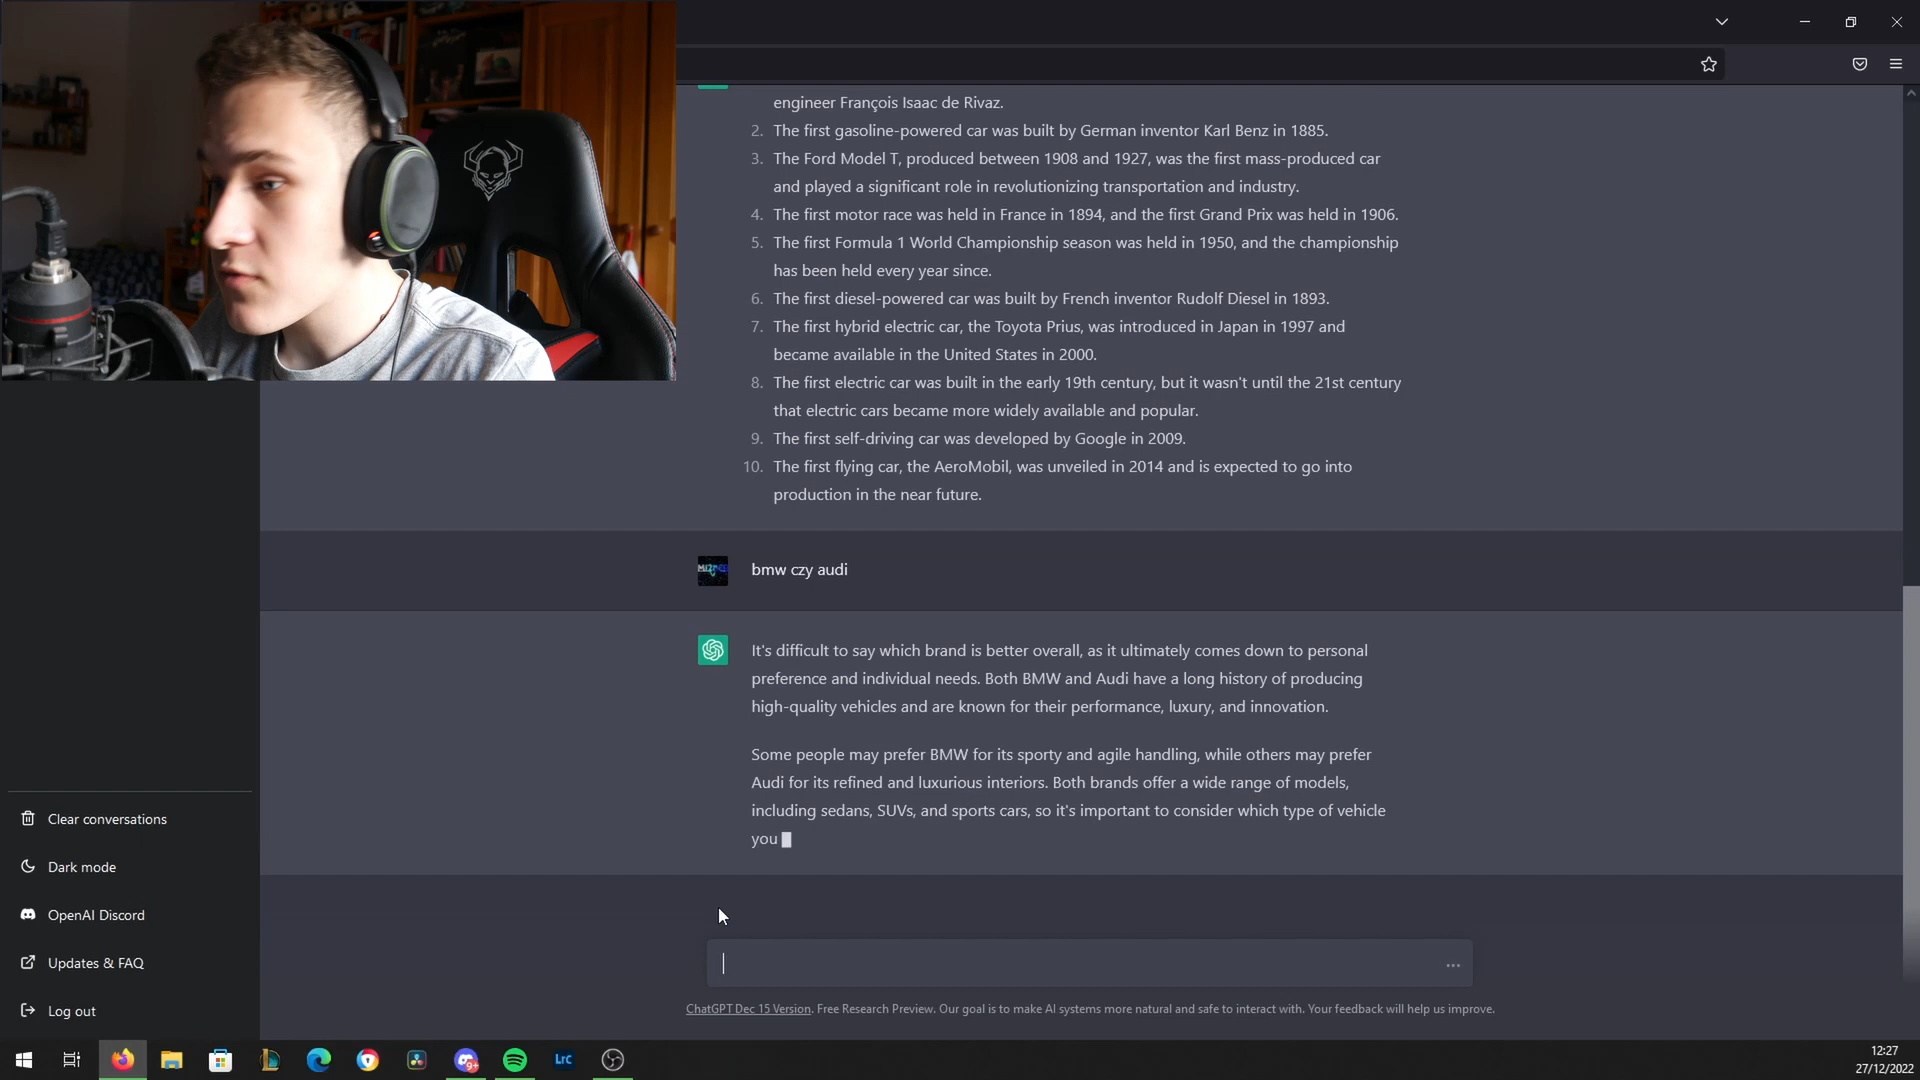 engineer François Isaac de Rivaz.
2. The first gasoline-powered car was built by German inventor Karl Benz in 1885.
3. The Ford Model T, produced between 1908 and 1927, was the first mass-produced car
and played a significant role in revolutionizing transportation and industry.
4. The first motor race was held in France in 1894, and the first Grand Prix was held in 1906.
5. The first Formula 1 World Championship season was held in 1950, and the championship
has been held every year since.
6. The first diesel-powered car was built by French inventor Rudolf Diesel in 1893.
7. The first hybrid electric car, the Toyota Prius, was introduced in Japan in 1997 and
became available in the United States in 2000.
8. The first electric car was built in the early 19th century, but it wasn't until the 21st century
that electric cars became more widely available and popular.
9. The first self-driving car was developed by Google in 2009.
10. The first flying car, the AeroMobil, was unveiled in 2014 and is expected to go into
production in the near future.
bmw czy audi
It's difficult to say which brand is better overall, as it ultimately comes down to personal
preference and individual needs. Both BMW and Audi have a long history of producing
high-quality vehicles and are known for their performance, luxury, and innovation.
Some people may prefer BMW for its sporty and agile handling, while others may prefer
Audi for its refined and luxurious interiors. Both brands offer a wide range of models,
including sedans, SUVs, and sports cars, so it's important to consider which type of vehicle
you
Clear conversations
Dark mode
OpenAI Discord
Updates & FAQ
Log out
...
ChatGPT Dec 15 Version. Free Research Preview. Our goal is to make AI systems more natural and safe to interact with. Your feedback will help us improve.
9+
LrC
12:27
27/12/2022